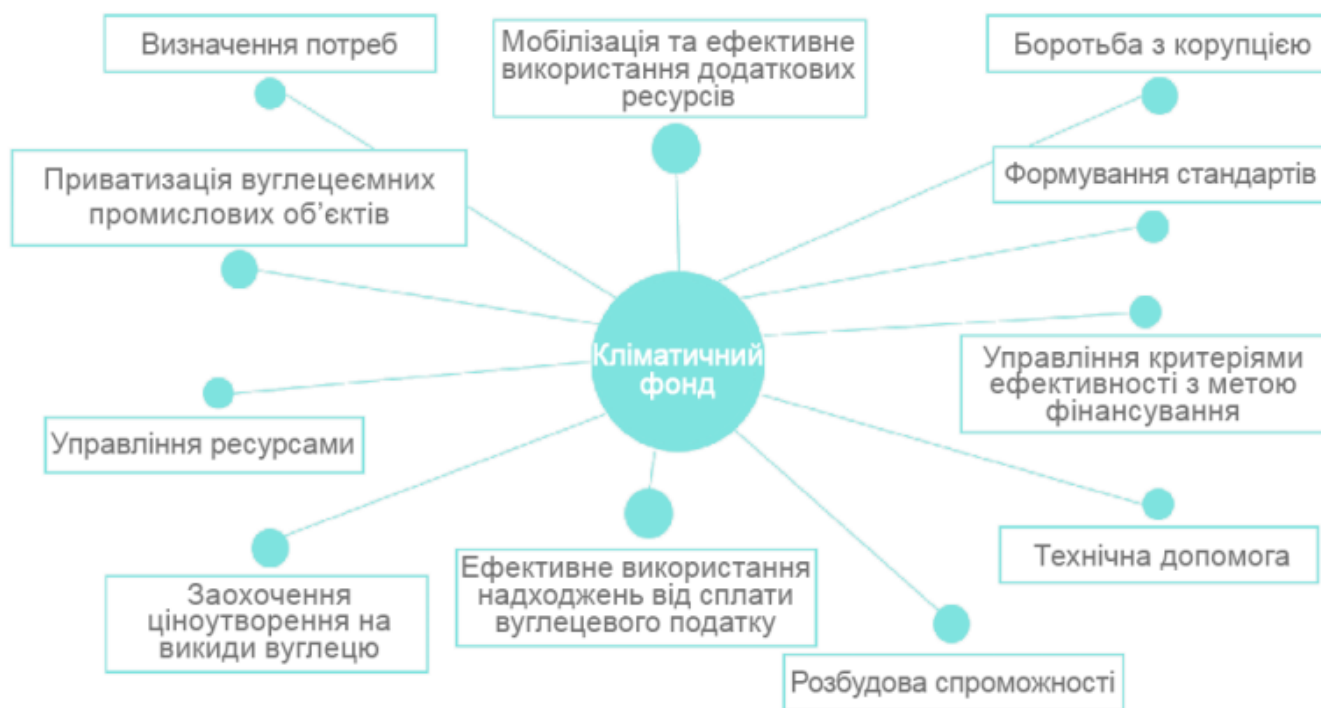 Визначення потреб
Мобілізація та ефективне
використання додаткових
ресурсів
Боротьба з корупцією
Приватизація вуглецеємних
промислових об’єктів
Формування стандартів
Кліматичний
фонд
Управління критеріями
ефективності з метою
фінансування
Управління ресурсами
Заохочення
ціноутворення на
викиди вуглецю
Ефективне використання
надходжень від сплати
вуглецевого податку
Технічна допомога
Розбудова спроможності